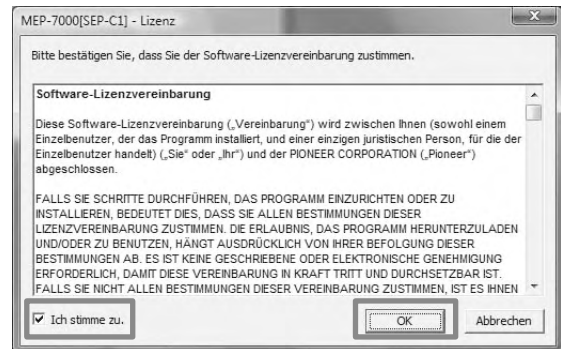 MEP-7000[SEP-C1] - Lizenz
Bitte bestätigen Sie, dass Sie der Software-Lizenzvereinbarung zustimmen.
Software-Lizenzvereinbarung
Diese Software-Lizenzvereinbarung („Vereinbarung“) wird zwischen Ihnen (sowohl einem
Einzelbenutzer, der das Programm installiert, und einer einzigen juristischen Person, für die der
Einzelbenutzer handelt) („Sie“ oder „Ihr“) und der PIONEER CORPORATION („Pioneer“)
abgeschlossen.
FALLS SIE SCHRITTE DURCHFÜHREN, DAS PROGRAMM EINZURICHTEN ODER ZU
INSTALLIEREN, BEDEUTET DIES, DASS SIE ALLEN BESTIMMUNGEN DIESER
LIZENZVEREINBARUNG ZUSTIMMEN. DIE ERLAUBNIS, DAS PROGRAMM HERUNTERZULADEN
UND/ODER ZU BENUTZEN, HÄNGT AUSDRÜCKLICH VON IHRER BEFOLGUNG DIESER
BESTIMMUNGEN AB. ES IST KEINE GESCHRIEBENE ODER ELEKTRONISCHE GENEHMIGUNG
ERFORDERLICH, DAMIT DIESE VEREINBARUNG IN KRAFT TRITT UND DURCHSETZBAR IST.
FALLS SIE NICHT ALLEN BESTIMMUNGEN DIESER VEREINBARUNG ZUSTIMMEN, IST ES IHNEN
Ich stimme zu.
OK
Abbrechen